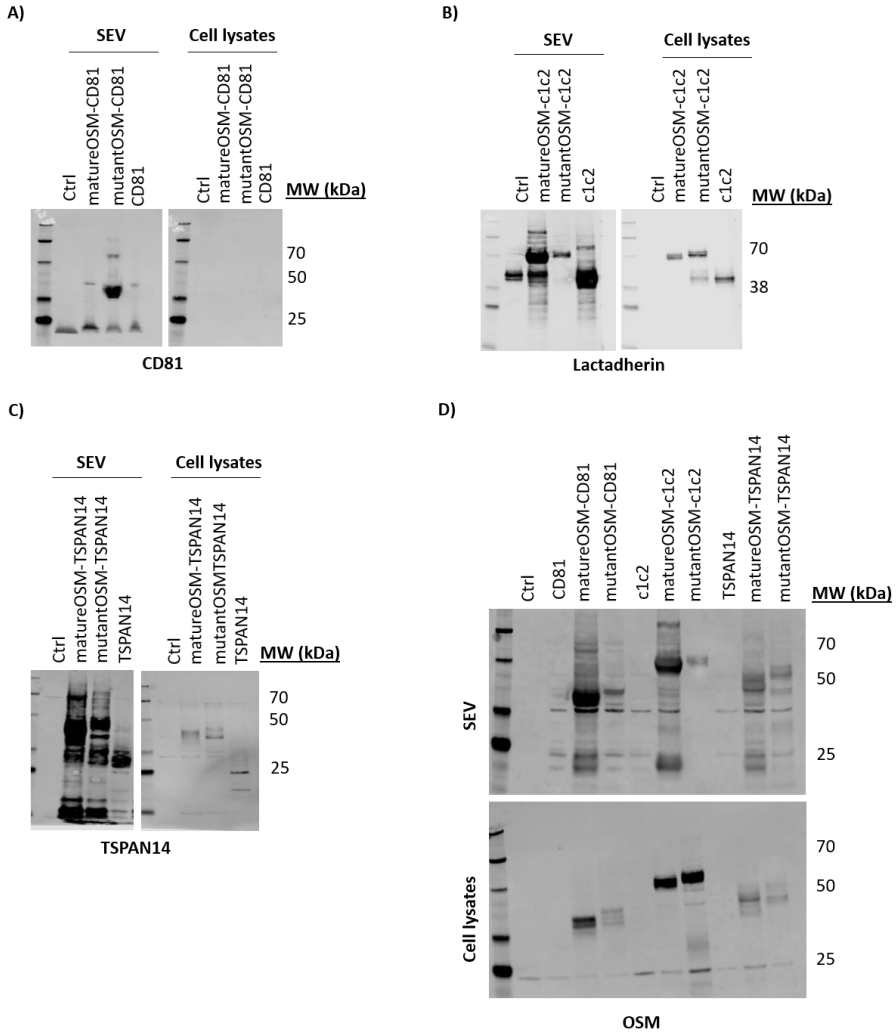 A)
SEV
Cell lysates
Ctrl
matureOSM-CD81
mutantOSM-CD81
CD81
Ctrl
matureOSM-CD81
mutantOSM-CD81
CD81
MW (kDa)
70
50
25
CD81
B)
SEV
Cell lysates
Ctrl
matureOSM-c1c2
mutantOSM-c1c2
c1c2
Ctrl
matureOSM-c1c2
mutantOSM-c1c2
c1c2
MW (kDa)
70
38
Lactadherin
C)
SEV
Cell lysates
Ctrl
matureOSM-TSPAN14
mutantOSM-TSPAN14
TSPAN14
Ctrl
matureOSM-TSPAN14
mutantOSMTSPAN14
TSPAN14
MW (kDa)
70
50
25
TSPAN14
D)
Ctrl
CD81
matureOSM-CD81
mutantOSM-CD81
c1c2
matureOSM-c1c2
mutantOSM-c1c2
TSPAN14
matureOSM-TSPAN14
mutantOSM-TSPAN14
MW (kDa)
SEV
70
50
25
Cell lysates
70
50
25
OSM